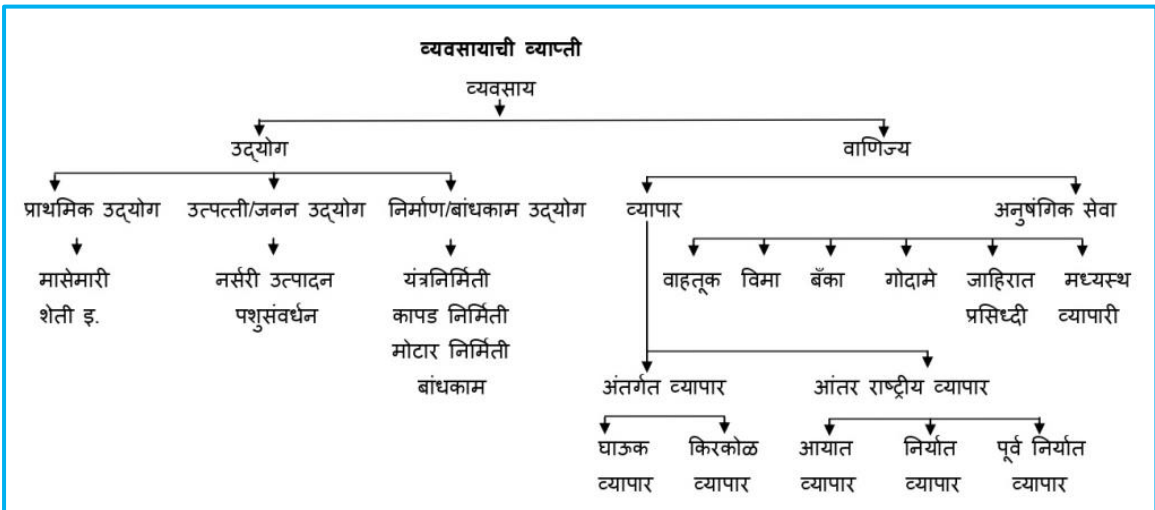 व्यवसायाची व्याप्ती
व्यवसाय
उद्‌योग वाणिज्य
प्राथमिक उद्‌योग उत्पत्ती/जनन उद्‌योग निर्माण/बांधकाम उद्‌योग व्यापार अनुषंगिक सेवा
मासेमारी नर्सरी उत्पादन यंत्रनिर्मिती वाहतूक विमा बँका गोदामे जाहिरात मध्यस्थ
शेती इ. पशुसंवर्धन कापड निर्मिती प्रसिध्दी व्यापारी
मोटार निर्मिती
बांधकाम अंतर्गत व्यापार आंतर राष्ट्रीय व्यापार
घाऊक किरकोळ आयात निर्यात पूर्व निर्यात
व्यापार व्यापार व्यापार व्यापार व्यापार